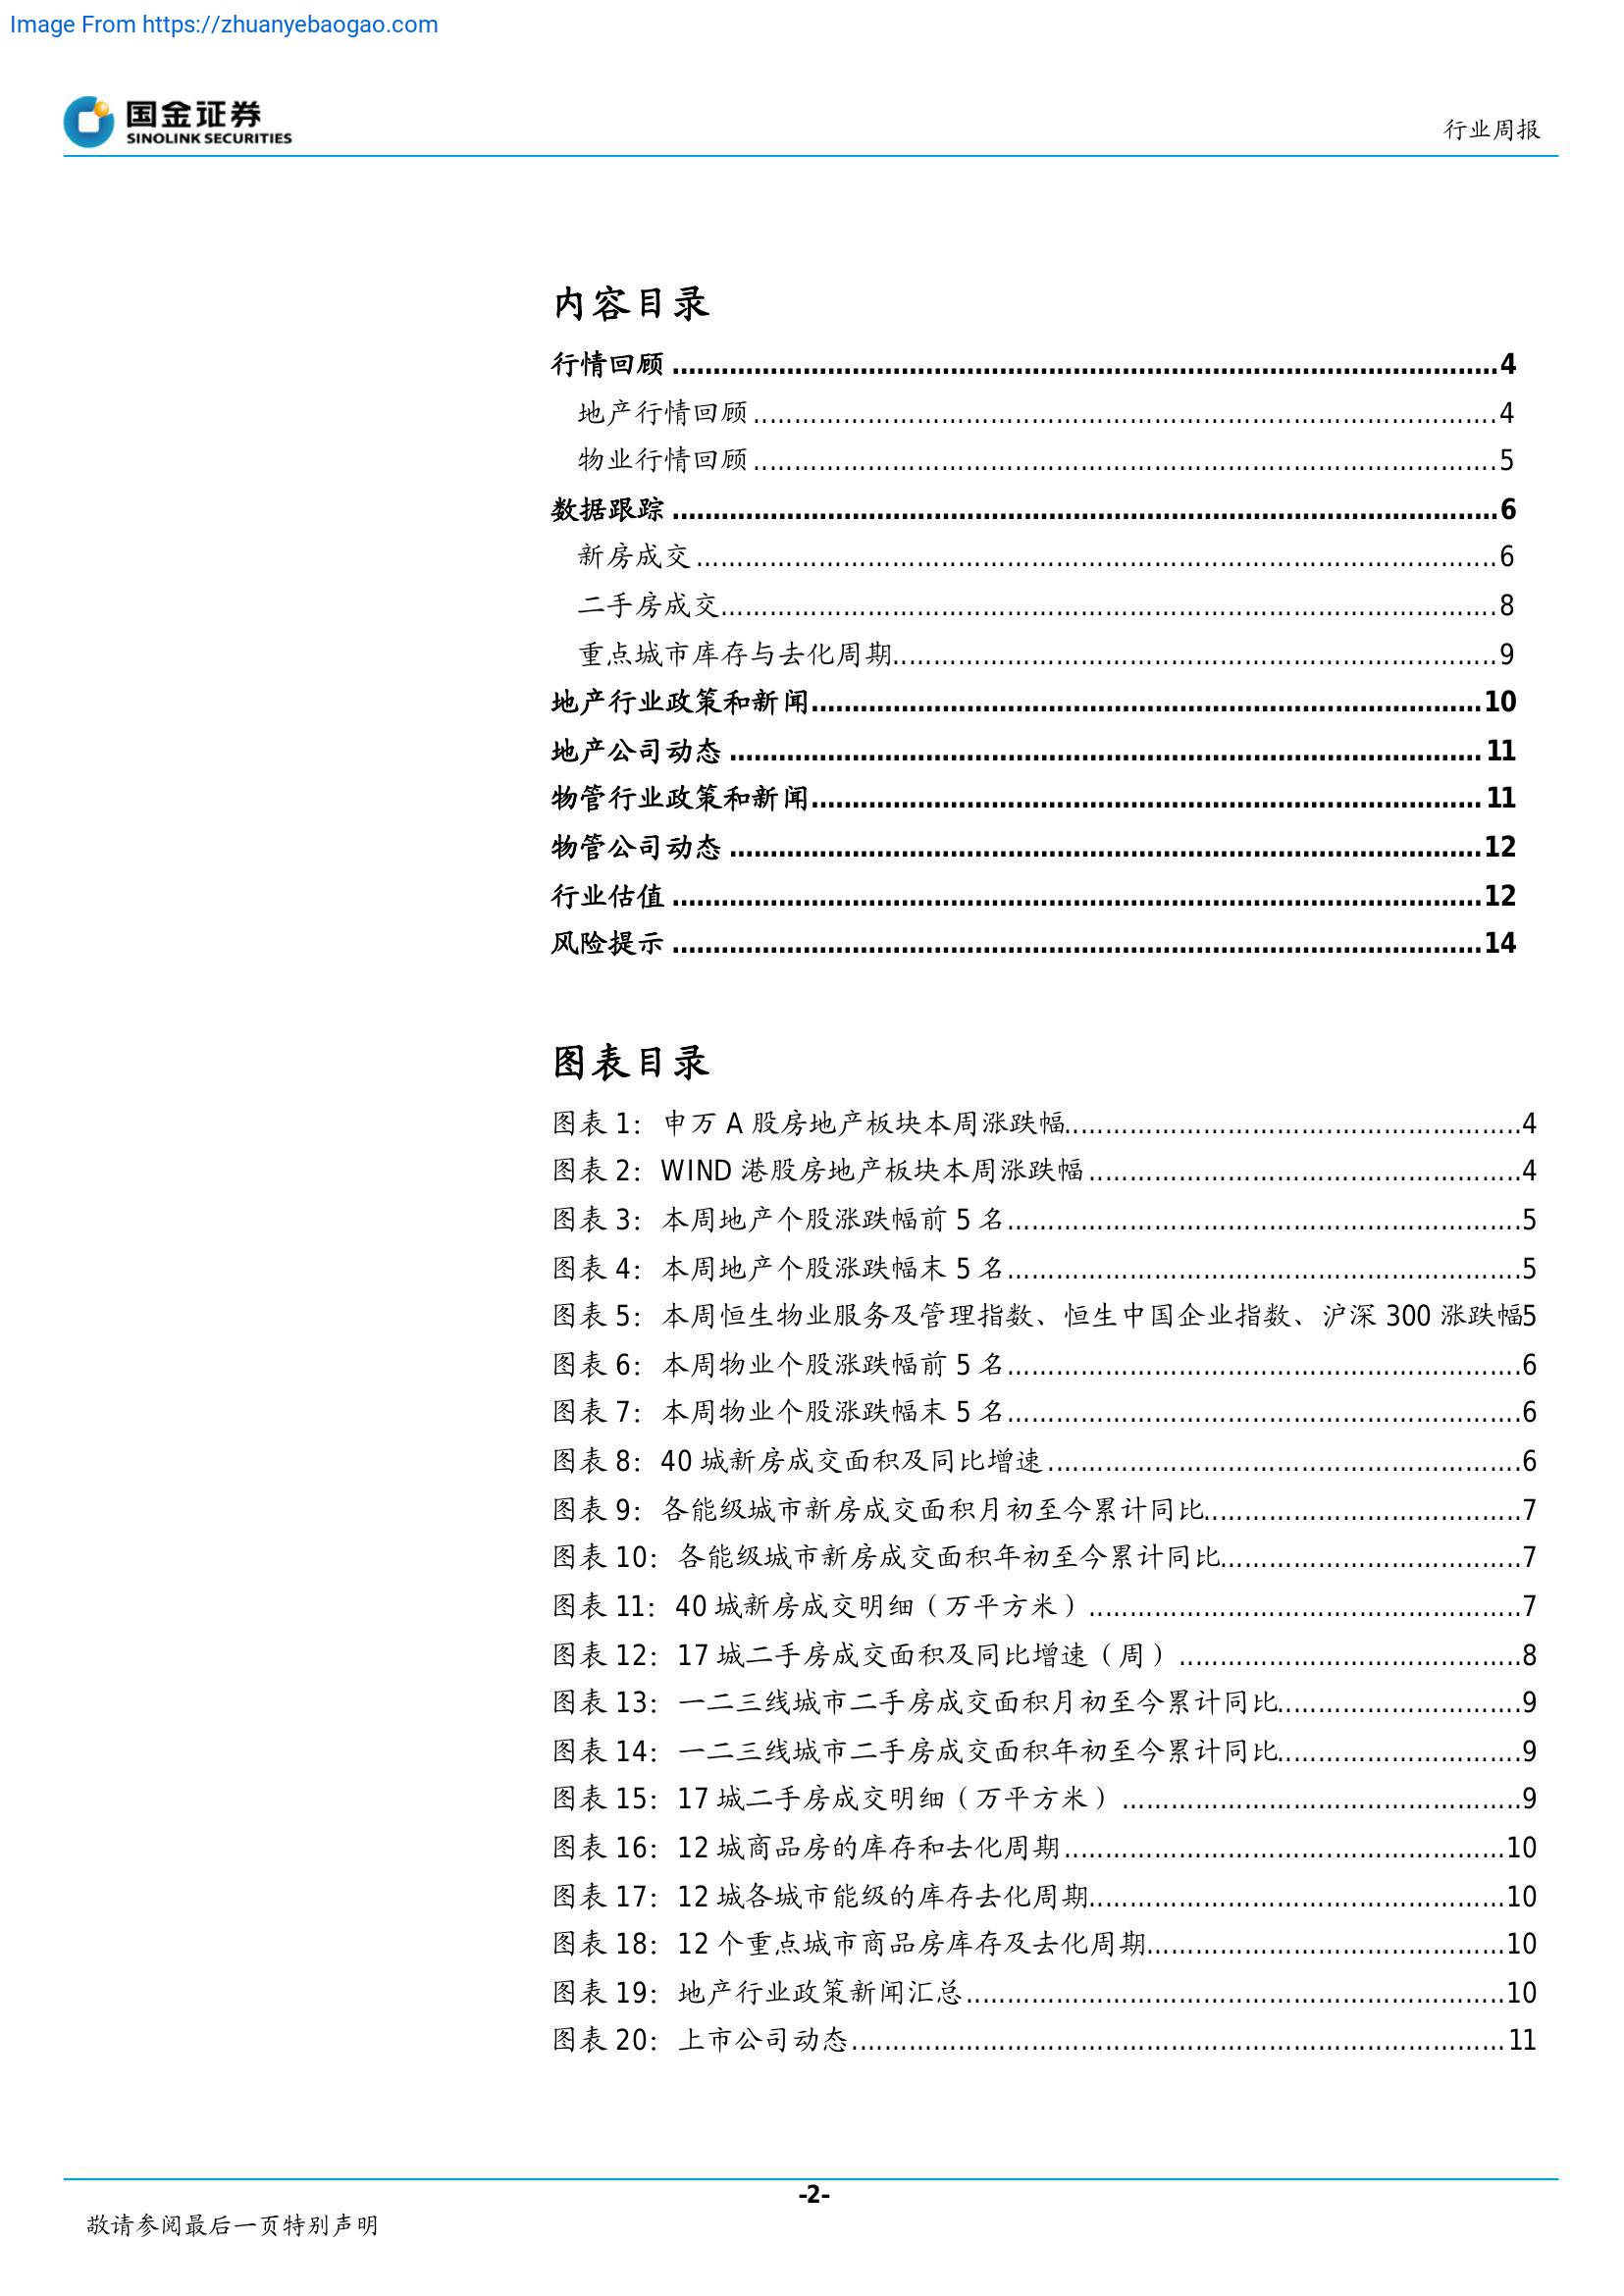 Image From https://zhuanyebaogao.com
国金证券
SINOLINK SECURITIES
行业周报
内容目录
行情回顾 ........................................ 4
地产行情回顾 ........................................ 4
物业行情回顾 ........................................ 5
数据跟踪 ........................................ 6
新房成交 ........................................ 6
二手房成交 ........................................ 8
重点城市库存与去化周期 ........................................ 9
地产行业政策和新闻 ........................................ 10
地产公司动态 ........................................ 11
物管行业政策和新闻 ........................................ 11
物管公司动态 ........................................ 12
行业估值 ........................................ 12
风险提示 ........................................ 14
图表目录
图表 1：申万 A 股房地产板块本周涨跌幅 ........................................ 4
图表 2：WIND 港股房地产板块本周涨跌幅 ........................................ 4
图表 3：本周地产个股涨跌幅前 5 名 ........................................ 5
图表 4：本周地产个股涨跌幅末 5 名 ........................................ 5
图表 5：本周恒生物业服务及管理指数、恒生中国企业指数、沪深 300 涨跌幅5
图表 6：本周物业个股涨跌幅前 5 名 ........................................ 6
图表 7：本周物业个股涨跌幅末 5 名 ........................................ 6
图表 8：40 城新房成交面积及同比增速 ........................................ 6
图表 9：各能级城市新房成交面积月初至今累计同比 ........................................ 7
图表 10：各能级城市新房成交面积年初至今累计同比 ........................................ 7
图表 11：40 城新房成交明细（万平方米） ........................................ 7
图表 12：17 城二手房成交面积及同比增速（周） ........................................ 8
图表 13：一二三线城市二手房成交面积月初至今累计同比 ........................................ 9
图表 14：一二三线城市二手房成交面积年初至今累计同比 ........................................ 9
图表 15：17 城二手房成交明细（万平方米） ........................................ 9
图表 16：12 城商品房的库存和去化周期 ........................................ 10
图表 17：12 城各城市能级的库存去化周期 ........................................ 10
图表 18：12 个重点城市商品房库存及去化周期 ........................................ 10
图表 19：地产行业政策新闻汇总 ........................................ 10
图表 20：上市公司动态 ........................................ 11
-2-
敬请参阅最后一页特别声明